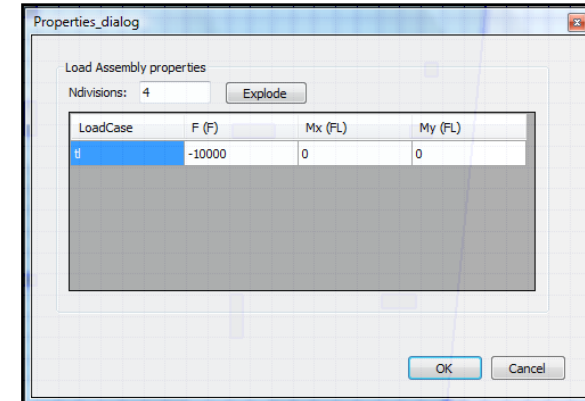 Properties_dialog
Load Assembly properties
Ndivisions: 4 Explode
LoadCase F (F) Mx (FL) My (FL)
tl -10000 0 0
OK Cancel